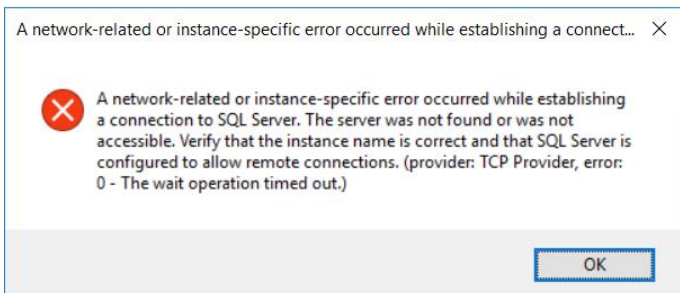 A network-related or instance-specific error occurred while establishing a connect...
A network-related or instance-specific error occurred while establishing
a connection to SQL Server. The server was not found or was not
accessible. Verify that the instance name is correct and that SQL Server is
configured to allow remote connections. (provider: TCP Provider, error:
0 - The wait operation timed out.)
OK